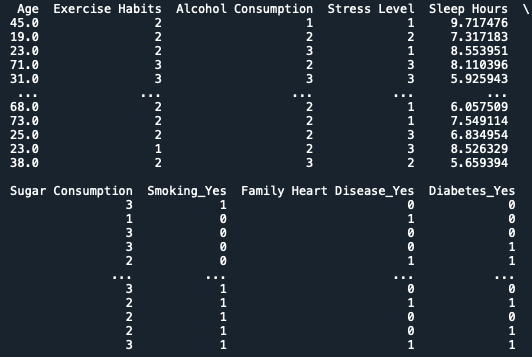 Age  Exercise Habits  Alcohol Consumption  Stress Level  Sleep Hours  \
45.0                2                    1             1     9.717476
19.0                2                    2             2     7.317183
23.0                2                    3             1     8.553951
71.0                3                    2             3     8.110396
31.0                3                    3             3     5.925943
...               ...                  ...           ...          ...
68.0                2                    2             1     6.057509
73.0                2                    2             1     7.549114
25.0                2                    2             3     6.834954
23.0                1                    2             3     8.526329
38.0                2                    3             2     5.659394
Sugar Consumption  Smoking_Yes  Family Heart Disease_Yes  Diabetes_Yes
3            1                         0             0
1            0                         1             0
3            0                         0             0
3            0                         0             1
2            0                         1             1
...          ...                       ...           ...
3            1                         0             0
2            1                         1             1
2            1                         0             0
2            1                         0             1
3            1                         1             1